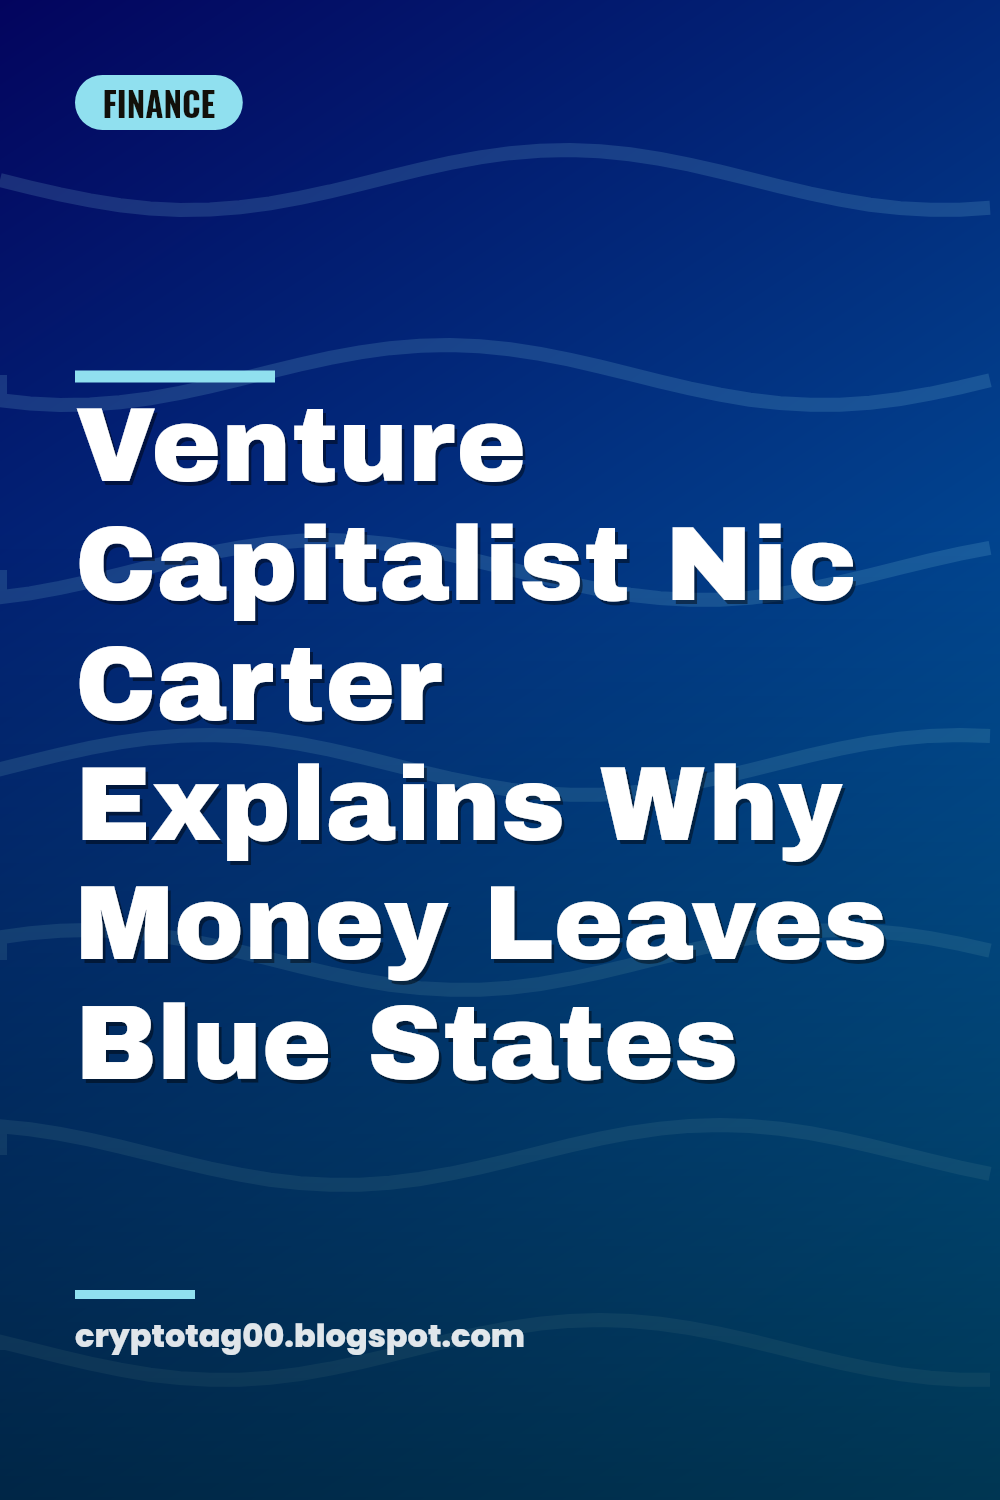 FINANCE
Venture
Capitalist Nic
Carter
Explains Why
Money Leaves
Blue States
cryptotag00.blogspot.com